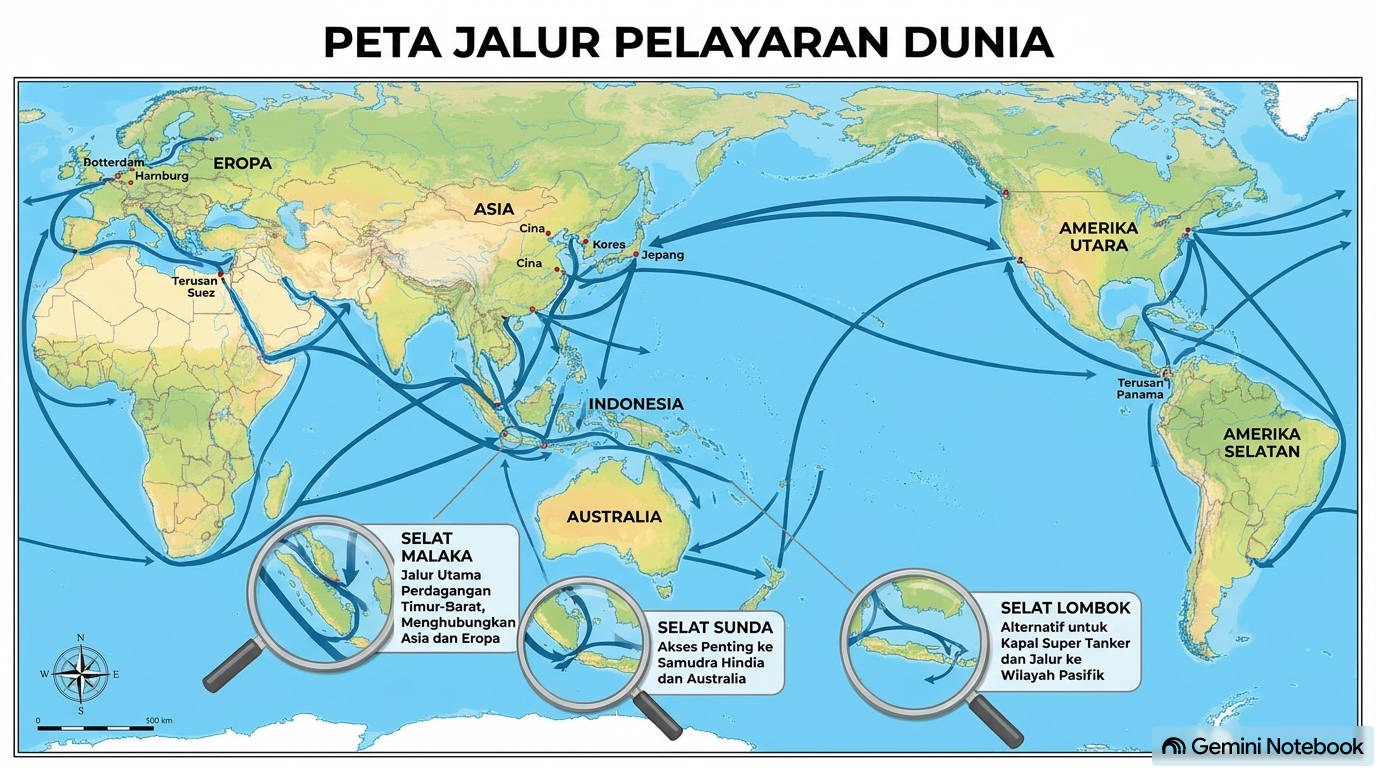 PETA JALUR PELAYARAN DUNIA
Rotterdam
Harnburg
EROPA
ASIA
Cina
Kores
Cina
Jepang
Terusan
Suez
AMERIKA
UTARA
INDONESIA
Terusan
Panama
AMERIKA
SELATAN
AUSTRALIA
SELAT
MALAKA
Jalur Utama
Perdagangan
Timur-Barat,
Menghubungkan
Asia dan Eropa
SELAT SUNDA
Akses Penting ke
Samudra Hindia
dan Australia
SELAT LOMBOK
Alternatif untuk
Kapal Super Tanker
dan Jalur ke
Wilayah Pasifik
N
W
E
S
0
500 km
Gemini Notebook